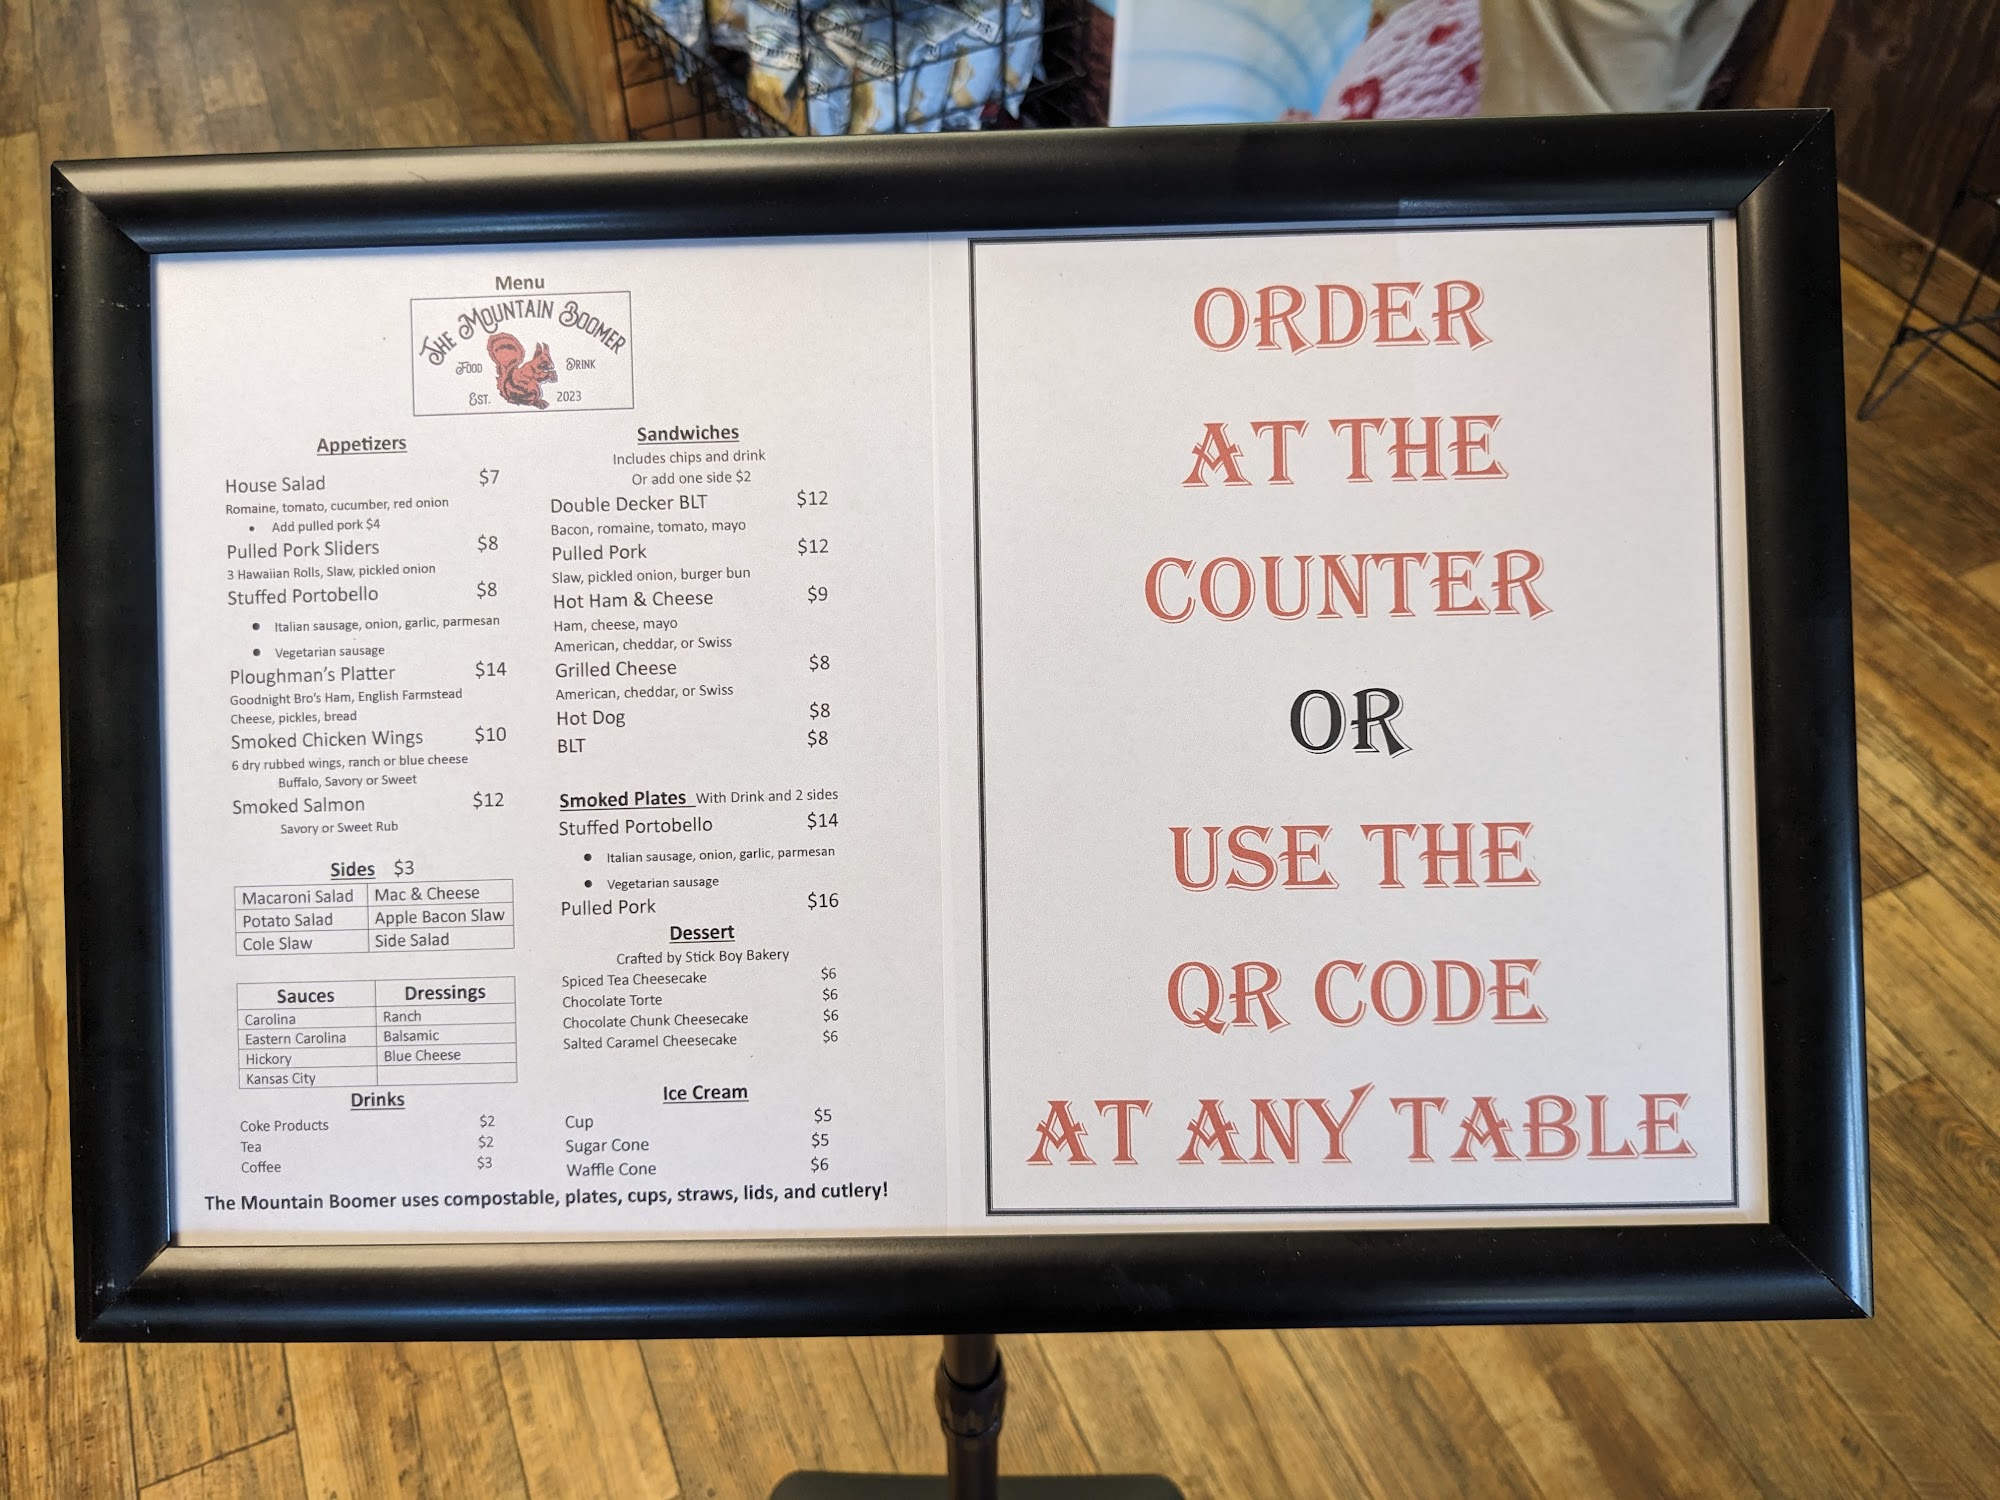 Menu
THE MOUNTAIN BOOMER
FOOD DRINK
EST. 2023
Appetizers
House Salad $7
Romaine, tomato, cucumber, red onion
• Add pulled pork $4
Pulled Pork Sliders $8
3 Hawaiian Rolls, Slaw, pickled onion
Stuffed Portobello $8
• Italian sausage, onion, garlic, parmesan
• Vegetarian sausage
Ploughman's Platter $14
Goodnight Bro's Ham, English Farmstead
Cheese, pickles, bread
Smoked Chicken Wings $10
6 dry rubbed wings, ranch or blue cheese
Buffalo, Savory or Sweet
Smoked Salmon $12
Savory or Sweet Rub
Sides $3
Macaroni Salad Mac & Cheese
Potato Salad Apple Bacon Slaw
Cole Slaw Side Salad
Sauces Dressings
Carolina Ranch
Eastern Carolina Balsamic
Hickory Blue Cheese
Kansas City
Drinks
Coke Products $2
Tea $2
Coffee $3
Sandwiches
Includes chips and drink
Or add one side $2
Double Decker BLT $12
Bacon, romaine, tomato, mayo
Pulled Pork $12
Slaw, pickled onion, burger bun
Hot Ham & Cheese $9
Ham, cheese, mayo
American, cheddar, or Swiss
Grilled Cheese $8
American, cheddar, or Swiss
Hot Dog $8
BLT $8
Smoked Plates With Drink and 2 sides
Stuffed Portobello $14
• Italian sausage, onion, garlic, parmesan
• Vegetarian sausage
Pulled Pork $16
Dessert
Crafted by Stick Boy Bakery
Spiced Tea Cheesecake $6
Chocolate Torte $6
Chocolate Chunk Cheesecake $6
Salted Caramel Cheesecake $6
Ice Cream
Cup $5
Sugar Cone $5
Waffle Cone $6
The Mountain Boomer uses compostable, plates, cups, straws, lids, and cutlery!
ORDER
AT THE
COUNTER
OR
USE THE
QR CODE
AT ANY TABLE